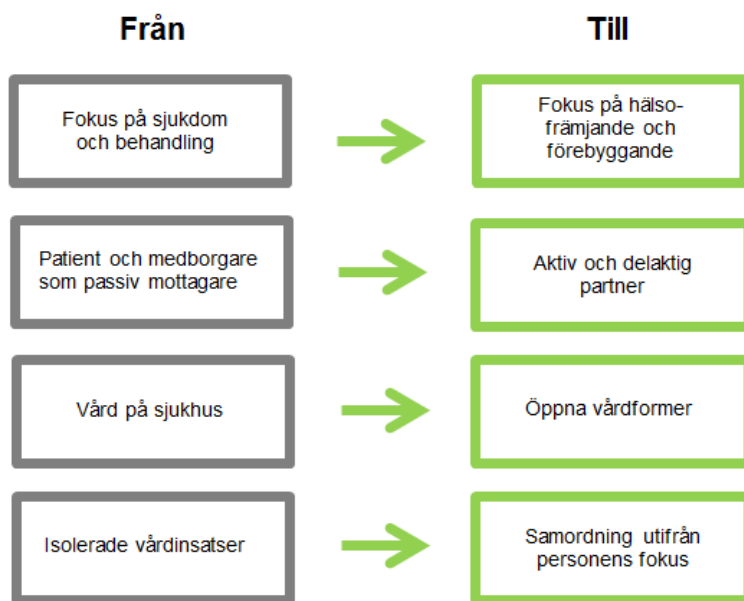 Från
Till
Fokus på sjukdom
och behandling
Fokus på hälso-
främjande och
förebyggande
Patient och medborgare
som passiv mottagare
Aktiv och delaktig
partner
Vård på sjukhus
Öppna vårdformer
Isolerade vårdinsatser
Samordning utifrån
personens fokus